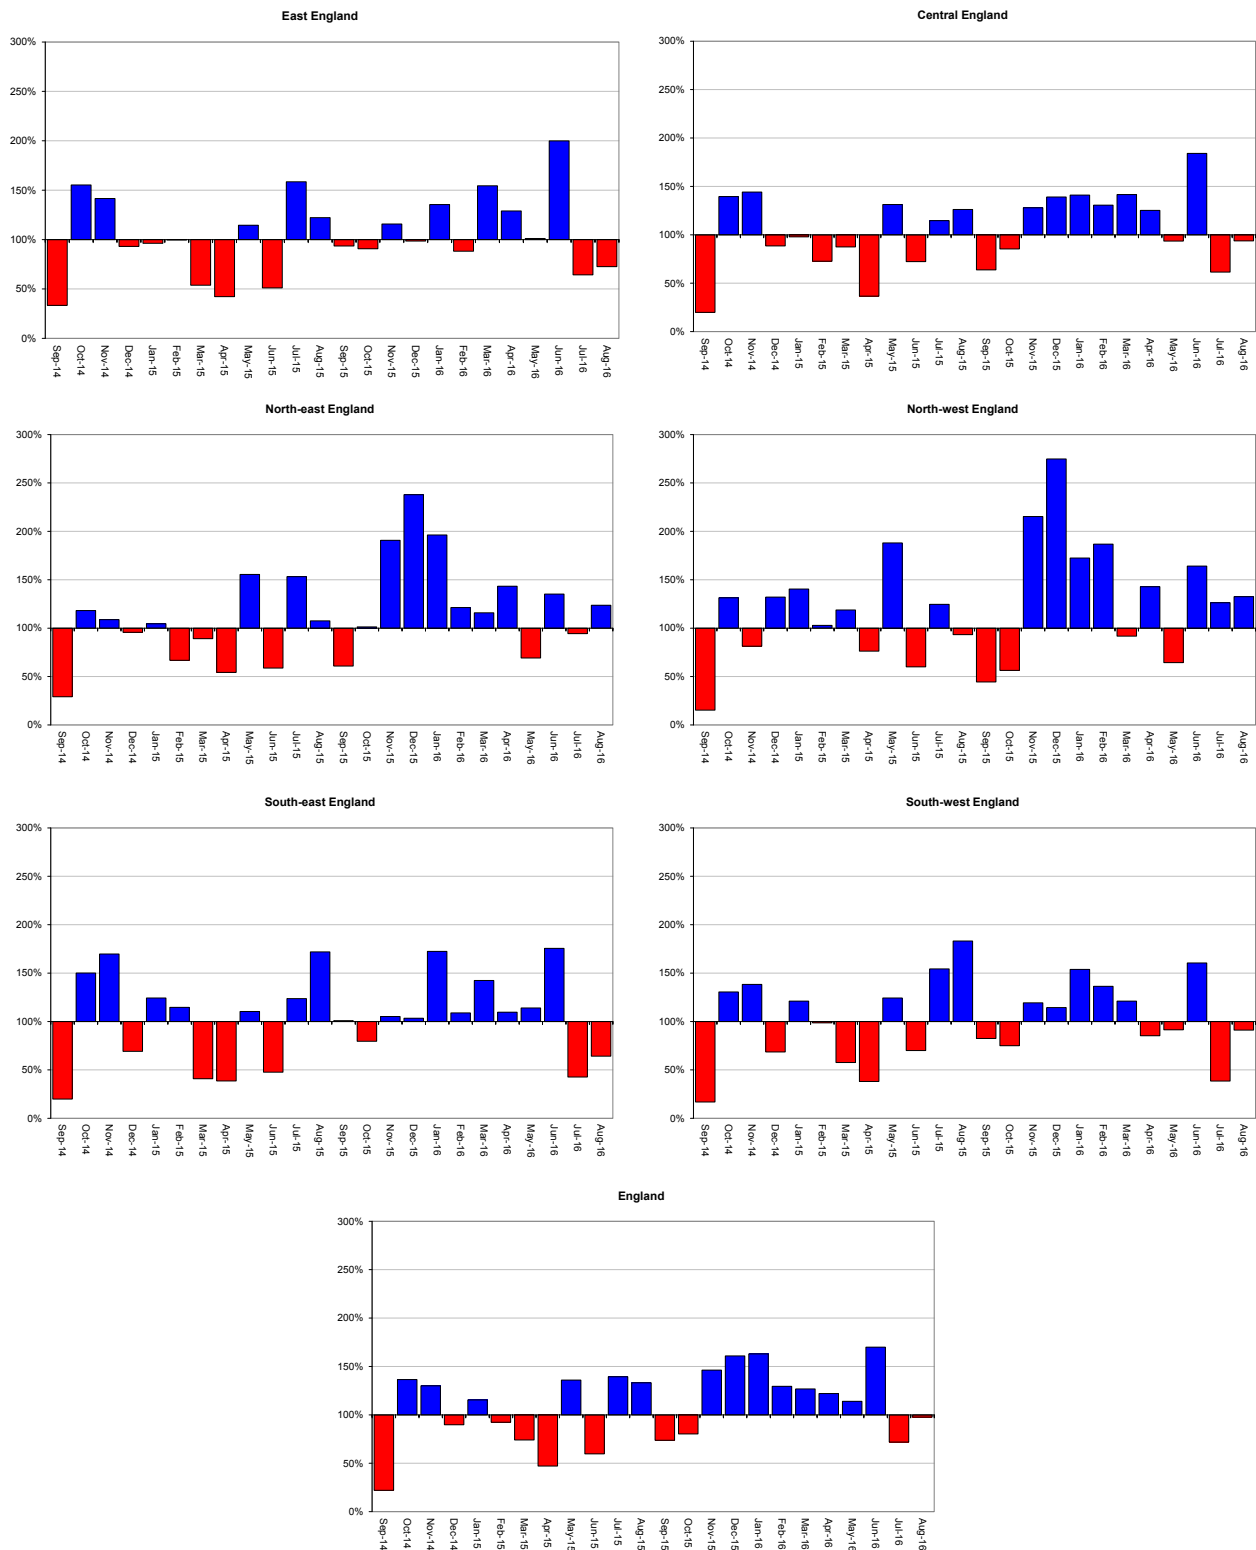 East England
300%
250%
200%
150%
100%
50%
0%
Sep-14
Oct-14
Nov-14
Dec-14
Jan-15
Feb-15
Mar-15
Apr-15
May-15
Jun-15
Jul-15
Aug-15
Sep-15
Oct-15
Nov-15
Dec-15
Jan-16
Feb-16
Mar-16
Apr-16
May-16
Jun-16
Jul-16
Aug-16
Central England
300%
250%
200%
150%
100%
50%
0%
Sep-14
Oct-14
Nov-14
Dec-14
Jan-15
Feb-15
Mar-15
Apr-15
May-15
Jun-15
Jul-15
Aug-15
Sep-15
Oct-15
Nov-15
Dec-15
Jan-16
Feb-16
Mar-16
Apr-16
May-16
Jun-16
Jul-16
Aug-16
North-east England
300%
250%
200%
150%
100%
50%
0%
Sep-14
Oct-14
Nov-14
Dec-14
Jan-15
Feb-15
Mar-15
Apr-15
May-15
Jun-15
Jul-15
Aug-15
Sep-15
Oct-15
Nov-15
Dec-15
Jan-16
Feb-16
Mar-16
Apr-16
May-16
Jun-16
Jul-16
Aug-16
North-west England
300%
250%
200%
150%
100%
50%
0%
Sep-14
Oct-14
Nov-14
Dec-14
Jan-15
Feb-15
Mar-15
Apr-15
May-15
Jun-15
Jul-15
Aug-15
Sep-15
Oct-15
Nov-15
Dec-15
Jan-16
Feb-16
Mar-16
Apr-16
May-16
Jun-16
Jul-16
Aug-16
South-east England
300%
250%
200%
150%
100%
50%
0%
Sep-14
Oct-14
Nov-14
Dec-14
Jan-15
Feb-15
Mar-15
Apr-15
May-15
Jun-15
Jul-15
Aug-15
Sep-15
Oct-15
Nov-15
Dec-15
Jan-16
Feb-16
Mar-16
Apr-16
May-16
Jun-16
Jul-16
Aug-16
South-west England
300%
250%
200%
150%
100%
50%
0%
Sep-14
Oct-14
Nov-14
Dec-14
Jan-15
Feb-15
Mar-15
Apr-15
May-15
Jun-15
Jul-15
Aug-15
Sep-15
Oct-15
Nov-15
Dec-15
Jan-16
Feb-16
Mar-16
Apr-16
May-16
Jun-16
Jul-16
Aug-16
England
300%
250%
200%
150%
100%
50%
0%
Sep-14
Oct-14
Nov-14
Dec-14
Jan-15
Feb-15
Mar-15
Apr-15
May-15
Jun-15
Jul-15
Aug-15
Sep-15
Oct-15
Nov-15
Dec-15
Jan-16
Feb-16
Mar-16
Apr-16
May-16
Jun-16
Jul-16
Aug-16